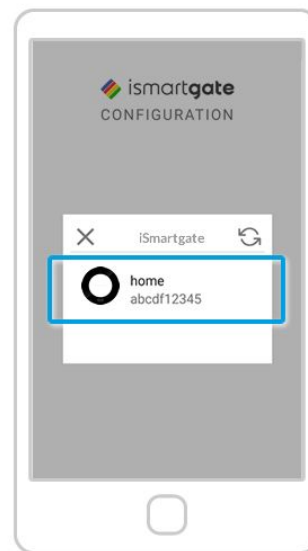 ismartgate
CONFIGURATION
iSmartgate
home
abcdf12345